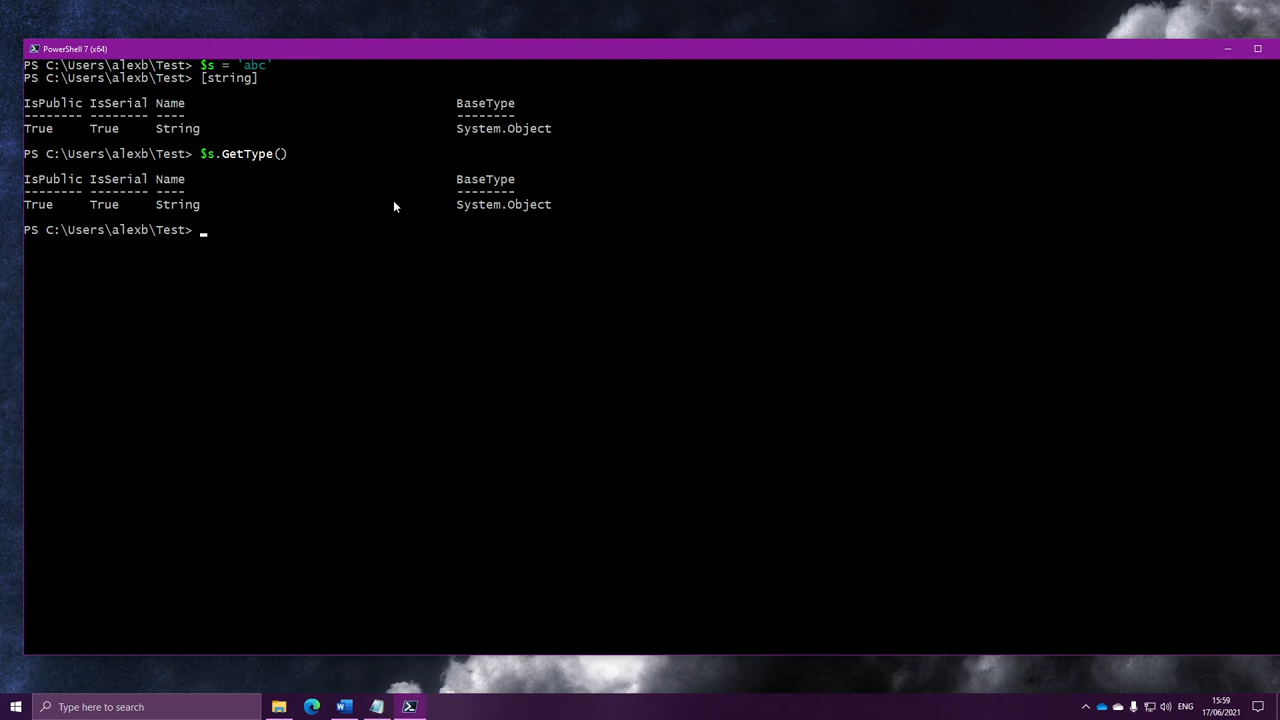 PowerShell 7 (x64)
PS C:\Users\alexb\Test> $s = 'abc'
PS C:\Users\alexb\Test> [string]
IsPublic IsSerial Name                                     BaseType
-------- -------- ----                                     --------
True     True     String                                   System.Object
PS C:\Users\alexb\Test> $s.GetType()
IsPublic IsSerial Name                                     BaseType
-------- -------- ----                                     --------
True     True     String                                   System.Object
PS C:\Users\alexb\Test> _
Type here to search
ENG
15:59
17/06/2021